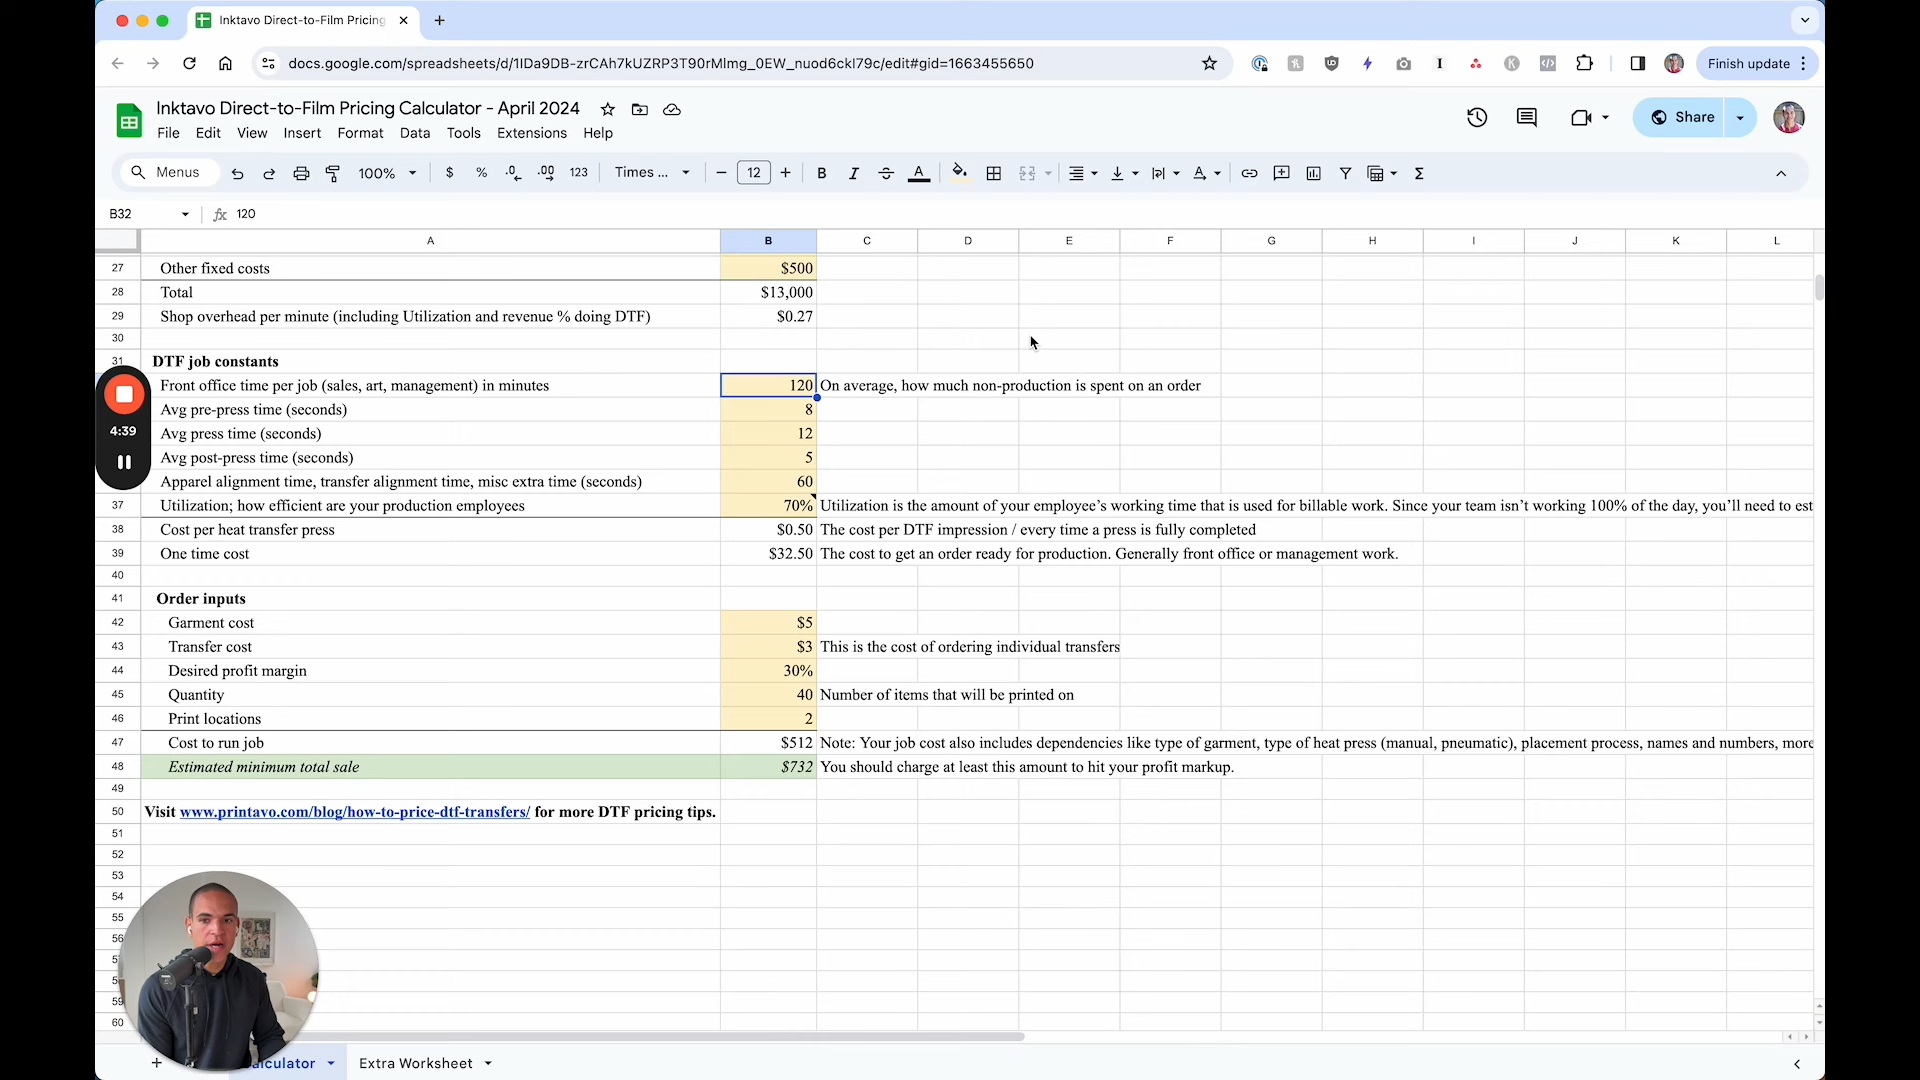 Inktavo Direct-to-Film Pricing
docs.google.com/spreadsheets/d/1IDa9DB-zrCAh7kUZRP3T90rMlmg_0EW_nuod6ckl79c/edit#gid=1663455650
Finish update
Inktavo Direct-to-Film Pricing Calculator - April 2024
File Edit View Insert Format Data Tools Extensions Help
Share
Menus 100% $ % .0 .00 123 Times ... 12 B I A
B32 fx 120
A B C D E F G H I J K L
27 Other fixed costs $500
28 Total $13,000
29 Shop overhead per minute (including Utilization and revenue % doing DTF) $0.27
30
31 DTF job constants
Front office time per job (sales, art, management) in minutes 120 On average, how much non-production is spent on an order
Avg pre-press time (seconds) 8
4:39 Avg press time (seconds) 12
Avg post-press time (seconds) 5
Apparel alignment time, transfer alignment time, misc extra time (seconds) 60
37 Utilization; how efficient are your production employees 70% Utilization is the amount of your employee's working time that is used for billable work. Since your team isn't working 100% of the day, you'll need to est
38 Cost per heat transfer press $0.50 The cost per DTF impression / every time a press is fully completed
39 One time cost $32.50 The cost to get an order ready for production. Generally front office or management work.
40
41 Order inputs
42 Garment cost $5
43 Transfer cost $3 This is the cost of ordering individual transfers
44 Desired profit margin 30%
45 Quantity 40 Number of items that will be printed on
46 Print locations 2
47 Cost to run job $512 Note: Your job cost also includes dependencies like type of garment, type of heat press (manual, pneumatic), placement process, names and numbers, more
48 Estimated minimum total sale $732 You should charge at least this amount to hit your profit markup.
49
50 Visit www.printavo.com/blog/how-to-price-dtf-transfers/ for more DTF pricing tips.
51
52
53
54
55
56
59
60
alculator Extra Worksheet